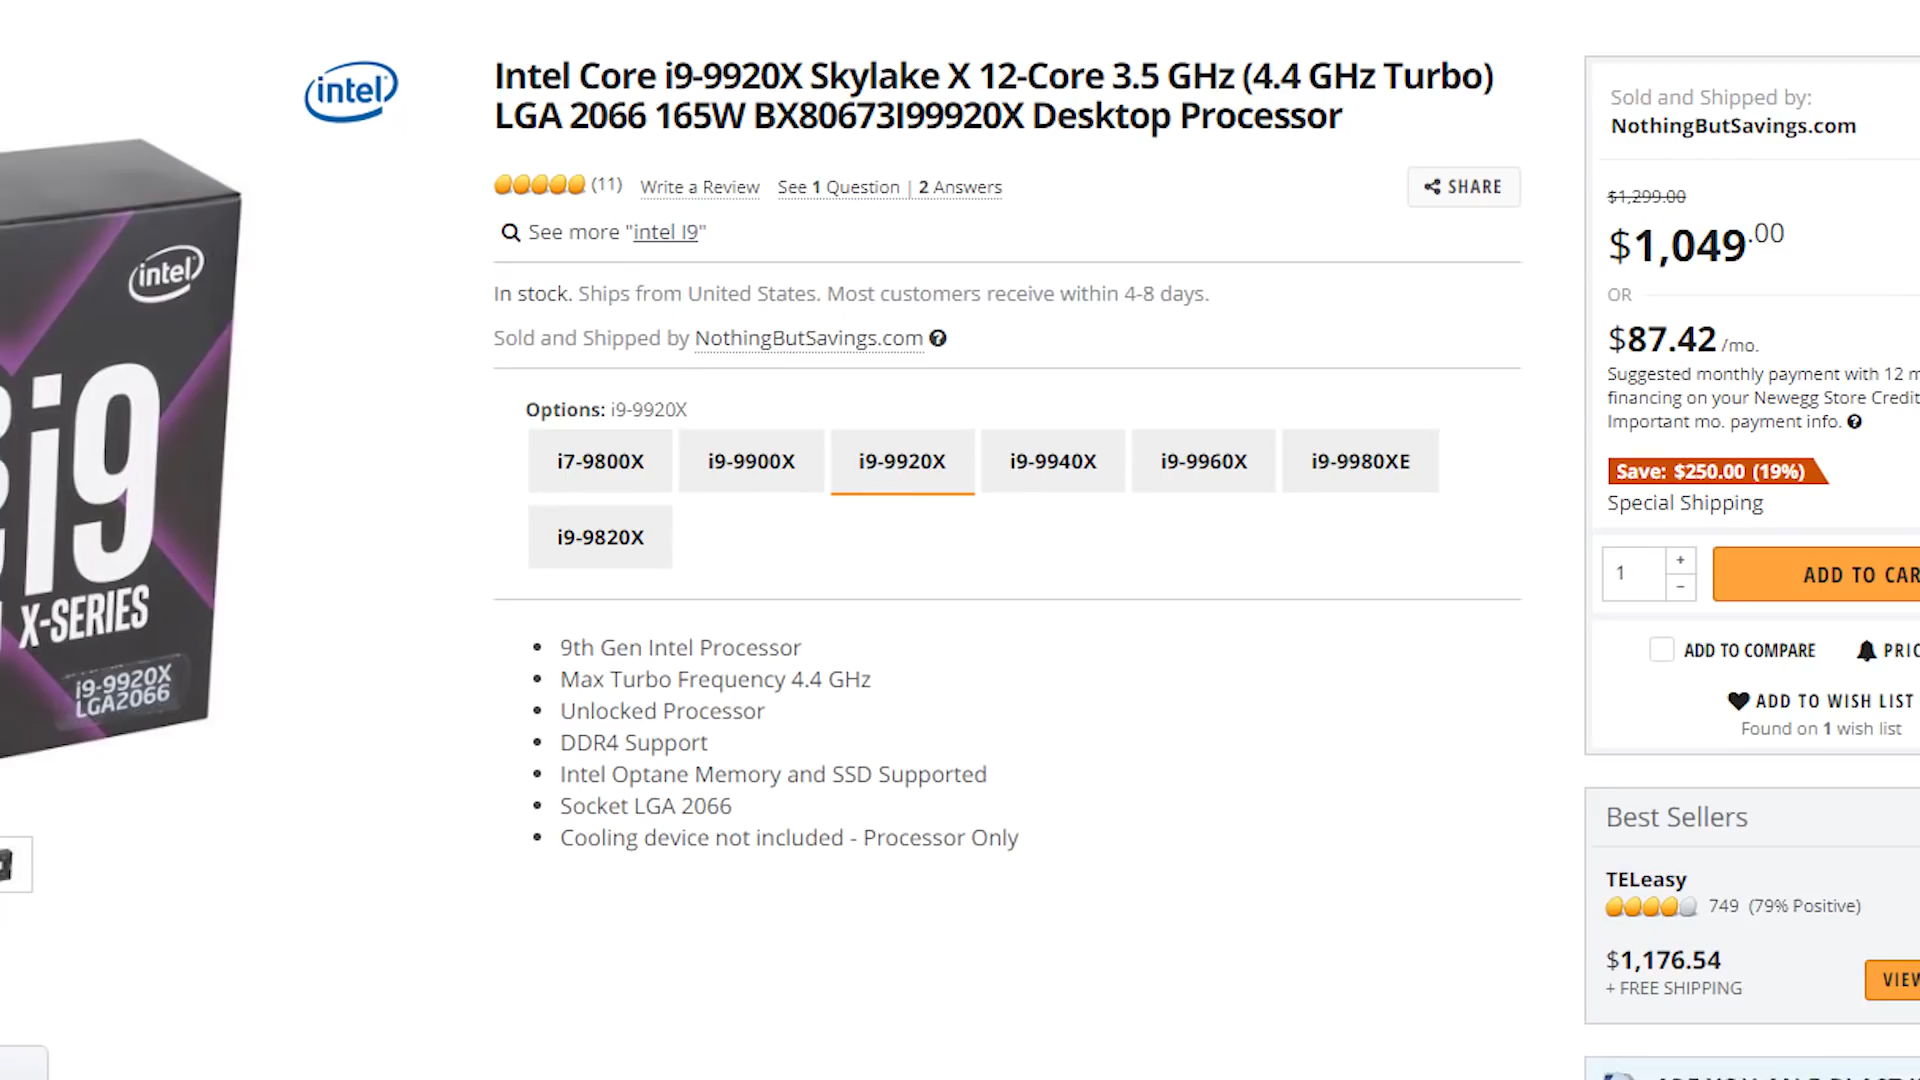 intel
Intel Core i9-9920X Skylake X 12-Core 3.5 GHz (4.4 GHz Turbo)
LGA 2066 165W BX80673I99920X Desktop Processor
(11) Write a Review See 1 Question | 2 Answers
SHARE
See more "intel I9"
In stock. Ships from United States. Most customers receive within 4-8 days.
Sold and Shipped by NothingButSavings.com
Options: i9-9920X
i7-9800X i9-9900X i9-9920X i9-9940X i9-9960X i9-9980XE
i9-9820X
9th Gen Intel Processor
Max Turbo Frequency 4.4 GHz
Unlocked Processor
DDR4 Support
Intel Optane Memory and SSD Supported
Socket LGA 2066
Cooling device not included - Processor Only
intel
i9
X-SERIES
i9-9920X
LGA2066
Sold and Shipped by:
NothingButSavings.com
$1,299.00
$1,049.00
OR
$87.42 /mo.
Suggested monthly payment with 12 m
financing on your Newegg Store Credit
Important mo. payment info.
Save: $250.00 (19%)
Special Shipping
1 + -
ADD TO CAR
ADD TO COMPARE PRIC
ADD TO WISH LIST
Found on 1 wish list
Best Sellers
TELeasy
749 (79% Positive)
$1,176.54
+ FREE SHIPPING
VIEW